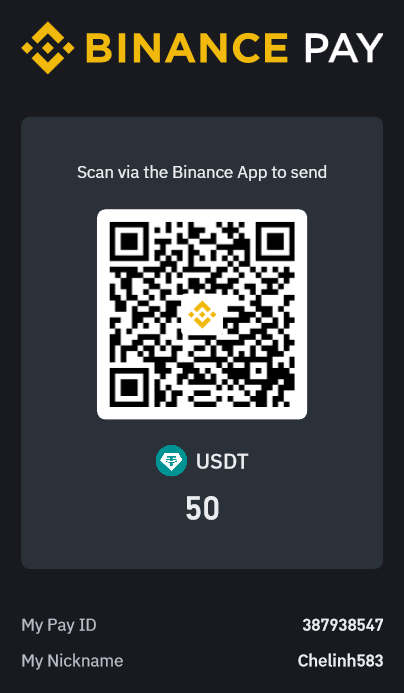 BINANCE PAY
Scan via the Binance App to send
USDT
50
My Pay ID 387938547
My Nickname Chelinh583